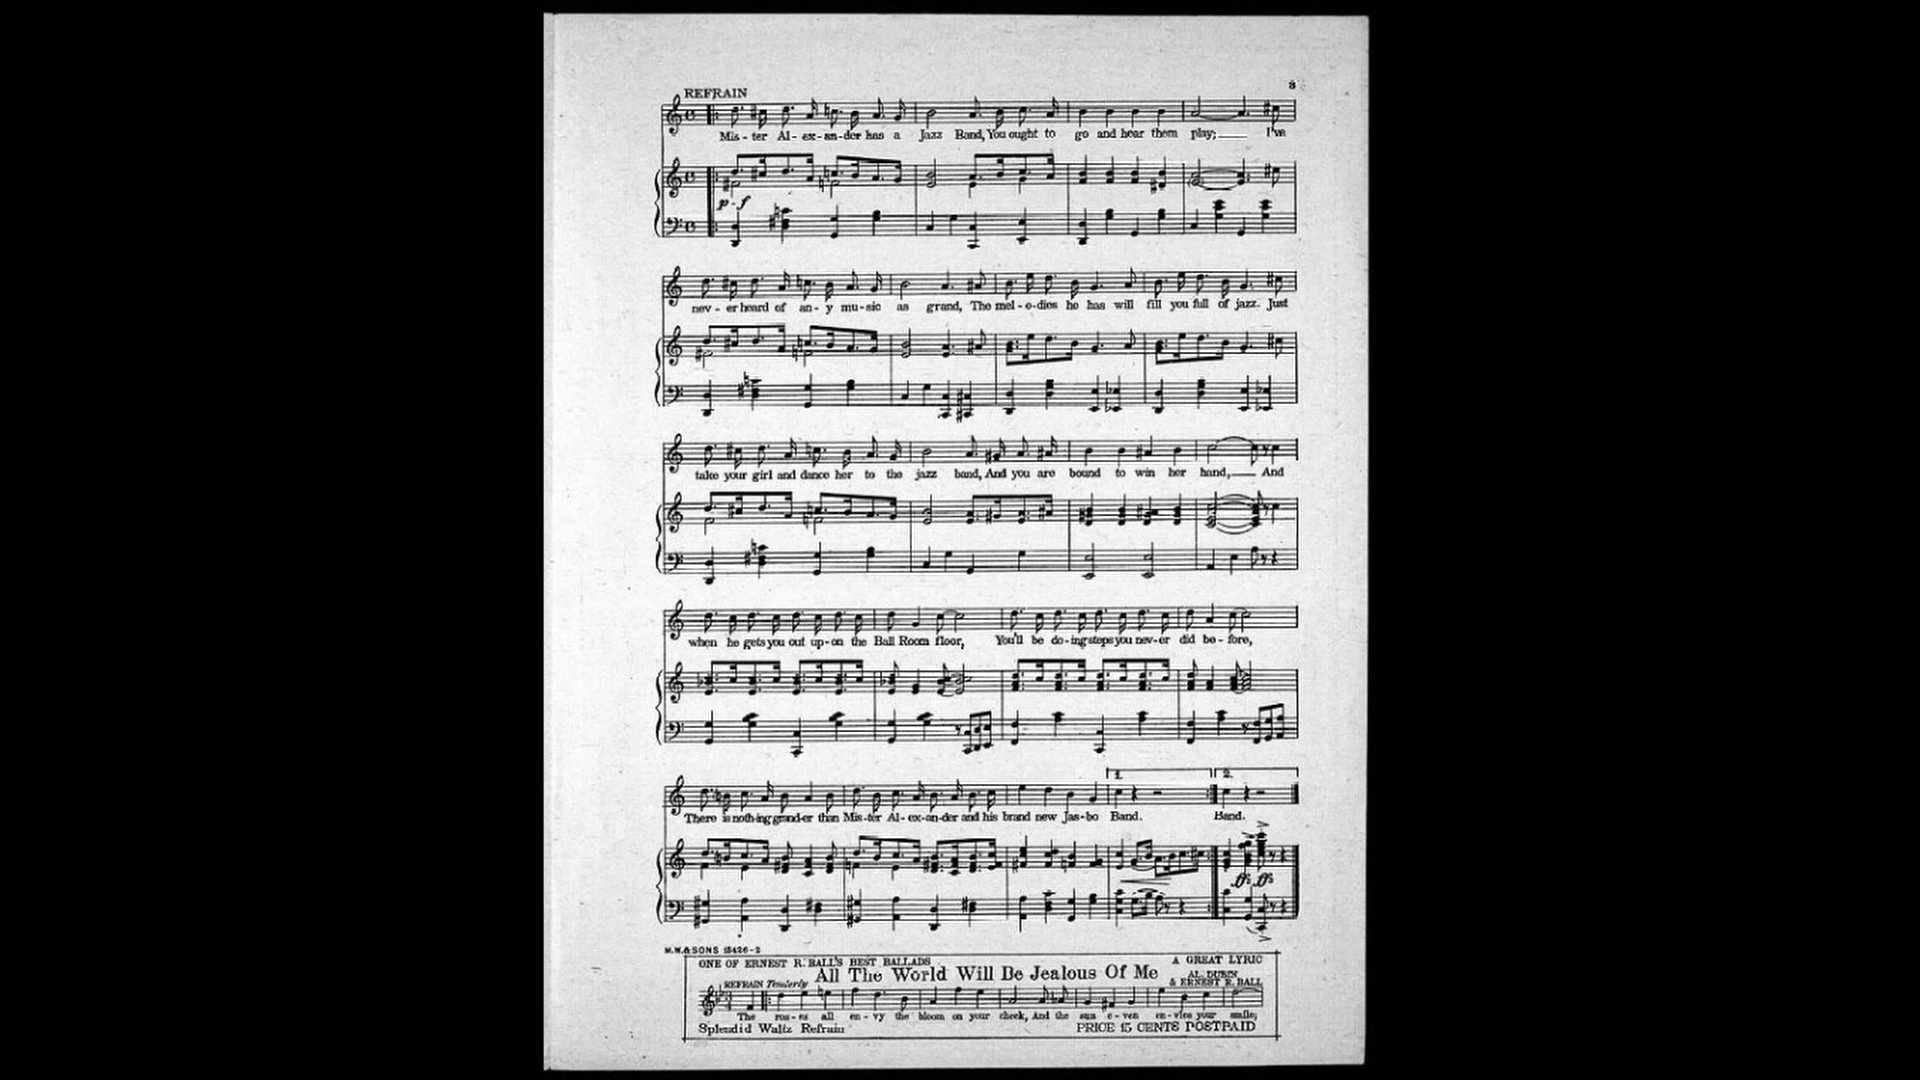 3
REFRAIN
Mis - ter Al - ex - an - der has a Jazz Band, You ought to go and hear them play; I've
p - f
nev - er heard of an - y mu - sic as grand, The mel - o - dies he has will fill you full of jazz. Just
take your girl and dance her to the jazz band, And you are bound to win her hand, And
when he gets you out up - on the Ball Room floor, You'll be do - ing steps you nev - er did be - fore,
1. 2.
There is noth - ing grand - er than Mis - ter Al - ex - an - der and his brand new Jas - bo Band. Band.
ffz ffz
M.W.& SONS 15426 - 2
ONE OF ERNEST R. BALL'S BEST BALLADS
A GREAT LYRIC
All The World Will Be Jealous Of Me
AL. DUBIN
& ERNEST R. BALL
REFRAIN Tenderly
The ros - es all en - vy the bloom on your cheek, And the sun e - ven en - vies your smile;
Splendid Waltz Refrain
PRICE 15 CENTS POSTPAID